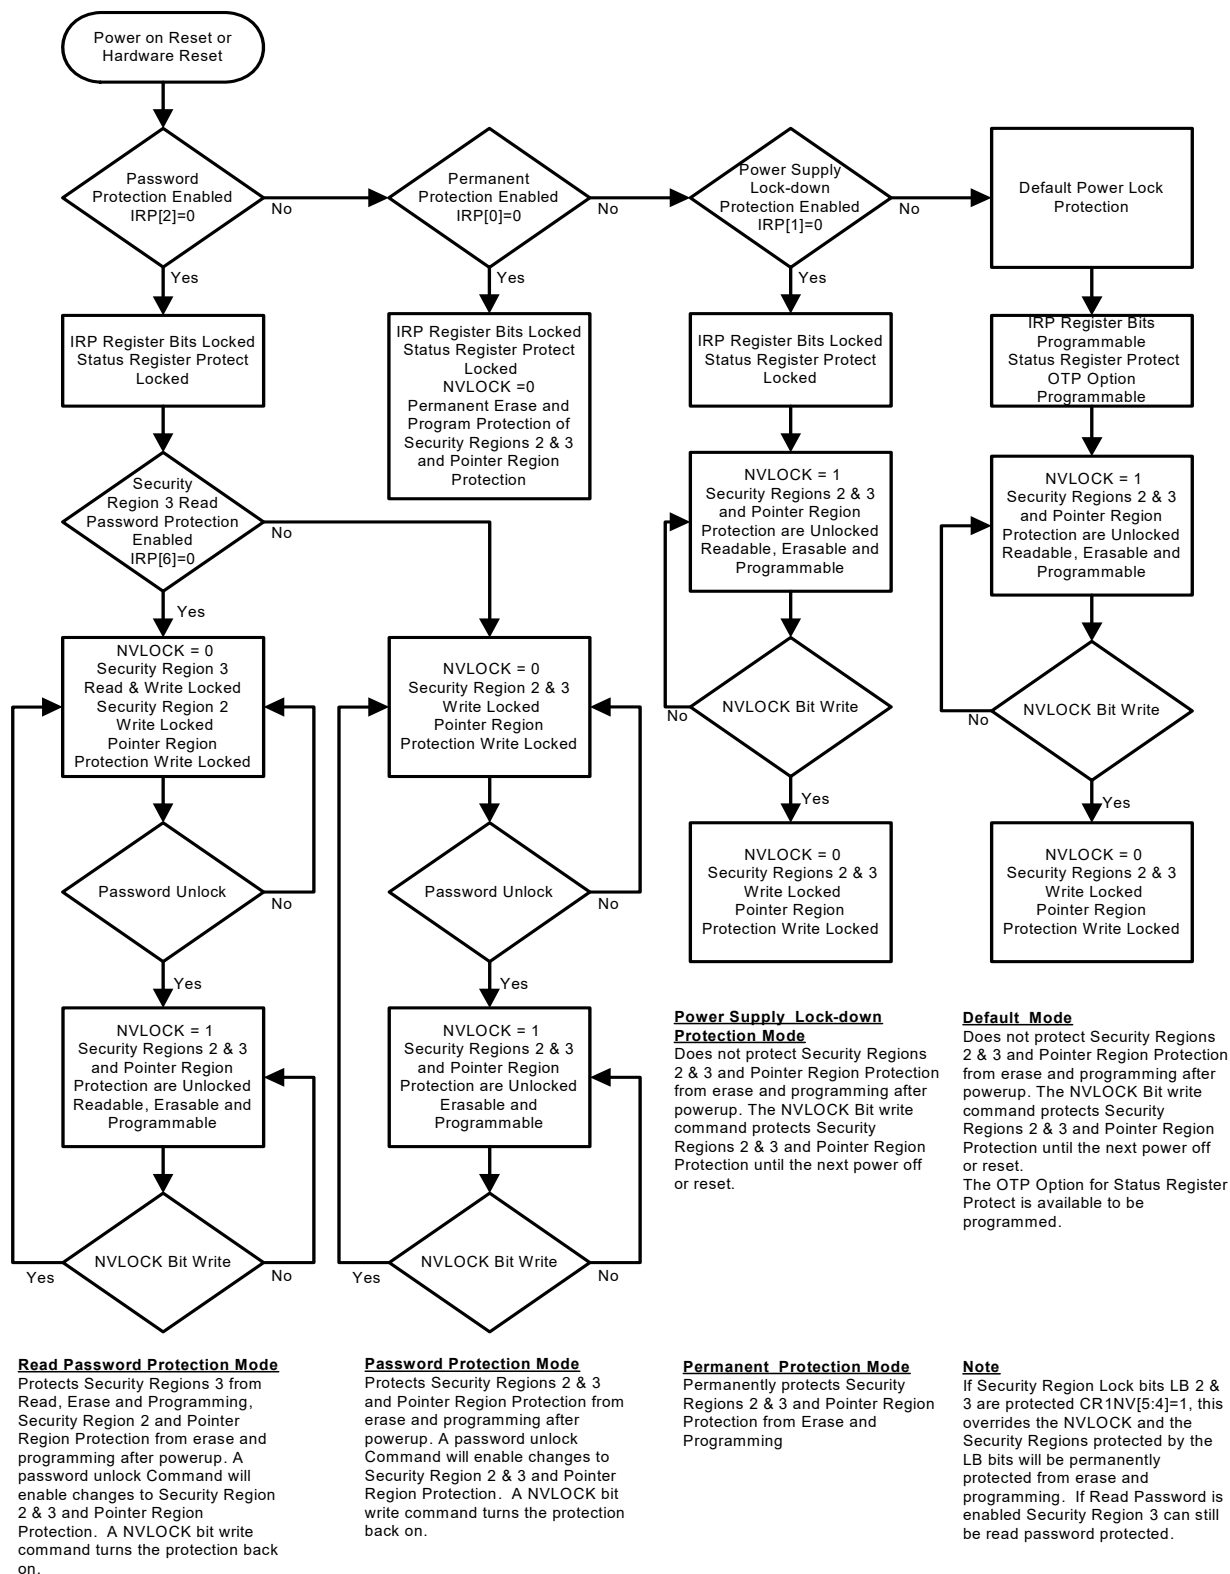 Power on Reset or
Hardware Reset
Password
Protection Enabled
IRP[2]=0
No
Yes
Permanent
Protection Enabled
IRP[0]=0
No
Yes
Power Supply
Lock-down
Protection Enabled
IRP[1]=0
No
Yes
Default Power Lock
Protection
IRP Register Bits Locked
Status Register Protect
Locked
IRP Register Bits Locked
Status Register Protect
Locked
NVLOCK =0
Permanent Erase and
Program Protection of
Security Regions 2 & 3
and Pointer Region
Protection
IRP Register Bits Locked
Status Register Protect
Locked
IRP Register Bits
Programmable
Status Register Protect
OTP Option
Programmable
Security
Region 3 Read
Password Protection
Enabled
IRP[6]=0
No
Yes
NVLOCK = 1
Security Regions 2 & 3
and Pointer Region
Protection are Unlocked
Readable, Erasable and
Programmable
NVLOCK = 1
Security Regions 2 & 3
and Pointer Region
Protection are Unlocked
Readable, Erasable and
Programmable
NVLOCK = 0
Security Region 3
Read & Write Locked
Security Region 2
Write Locked
Pointer Region
Protection Write Locked
NVLOCK = 0
Security Region 2 & 3
Write Locked
Pointer Region
Protection Write Locked
NVLOCK Bit Write
No
Yes
NVLOCK Bit Write
No
Yes
Password Unlock
No
Yes
Password Unlock
No
Yes
NVLOCK = 0
Security Regions 2 & 3
Write Locked
Pointer Region
Protection Write Locked
NVLOCK = 0
Security Regions 2 & 3
Write Locked
Pointer Region
Protection Write Locked
NVLOCK = 1
Security Regions 2 & 3
and Pointer Region
Protection are Unlocked
Readable, Erasable and
Programmable
NVLOCK = 1
Security Regions 2 & 3
and Pointer Region
Protection are Unlocked
Erasable and
Programmable
NVLOCK Bit Write
Yes
No
NVLOCK Bit Write
Yes
No
Power Supply Lock-down
Protection Mode
Does not protect Security Regions
2 & 3 and Pointer Region Protection
from erase and programming after
powerup. The NVLOCK Bit write
command protects Security
Regions 2 & 3 and Pointer Region
Protection until the next power off
or reset.
Default Mode
Does not protect Security Regions
2 & 3 and Pointer Region Protection
from erase and programming after
powerup. The NVLOCK Bit write
command protects Security
Regions 2 & 3 and Pointer Region
Protection until the next power off
or reset.
The OTP Option for Status Register
Protect is available to be
programmed.
Read Password Protection Mode
Protects Security Regions 3 from
Read, Erase and Programming,
Security Region 2 and Pointer
Region Protection from erase and
programming after powerup. A
password unlock Command will
enable changes to Security Region
2 & 3 and Pointer Region
Protection. A NVLOCK bit write
command turns the protection back
on.
Password Protection Mode
Protects Security Regions 2 & 3
and Pointer Region Protection from
erase and programming after
powerup. A password unlock
Command will enable changes to
Security Region 2 & 3 and Pointer
Region Protection. A NVLOCK bit
write command turns the protection
back on.
Permanent Protection Mode
Permanently protects Security
Regions 2 & 3 and Pointer Region
Protection from Erase and
Programming
Note
If Security Region Lock bits LB 2 &
3 are protected CR1NV[5:4]=1, this
overrides the NVLOCK and the
Security Regions protected by the
LB bits will be permanently
protected from erase and
programming. If Read Password is
enabled Security Region 3 can still
be read password protected.